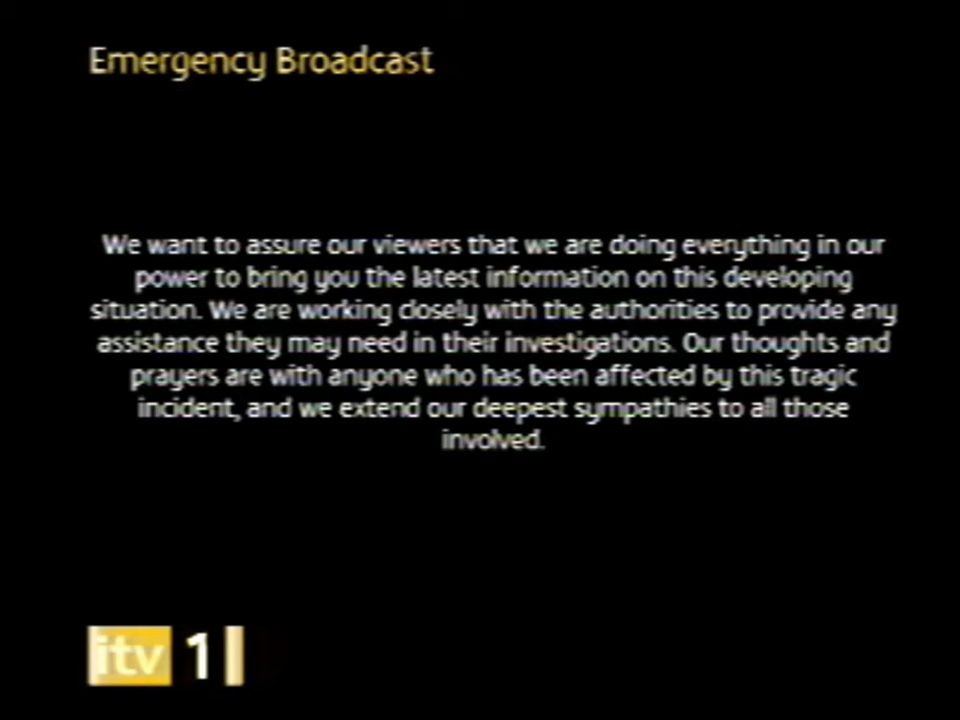 Emergency Broadcast
We want to assure our viewers that we are doing everything in our
power to bring you the latest information on this developing
situation. We are working closely with the authorities to provide any
assistance they may need in their investigations. Our thoughts and
prayers are with anyone who has been affected by this tragic
incident, and we extend our deepest sympathies to all those
involved.
itv 1